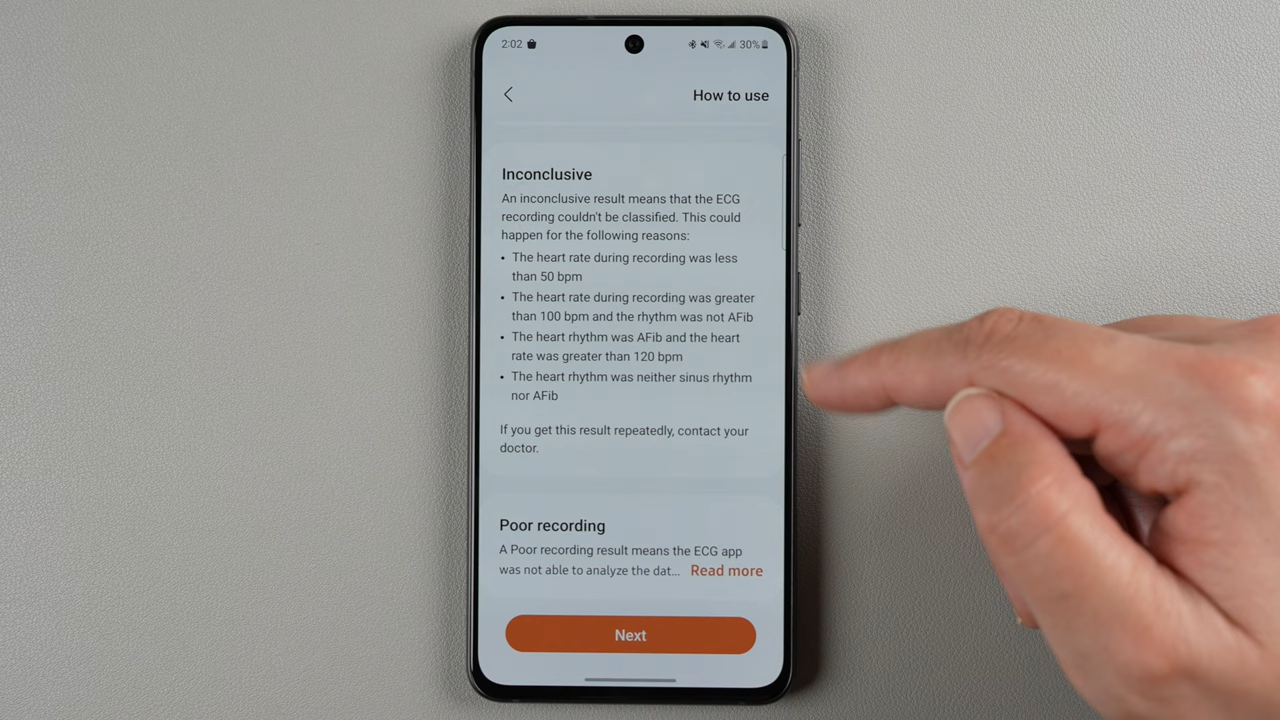 2:02 30%
How to use
Inconclusive
An inconclusive result means that the ECG
recording couldn't be classified. This could
happen for the following reasons:
• The heart rate during recording was less
than 50 bpm
• The heart rate during recording was greater
than 100 bpm and the rhythm was not AFib
• The heart rhythm was AFib and the heart
rate was greater than 120 bpm
• The heart rhythm was neither sinus rhythm
nor AFib
If you get this result repeatedly, contact your
doctor.
Poor recording
A Poor recording result means the ECG app
was not able to analyze the dat... Read more
Next